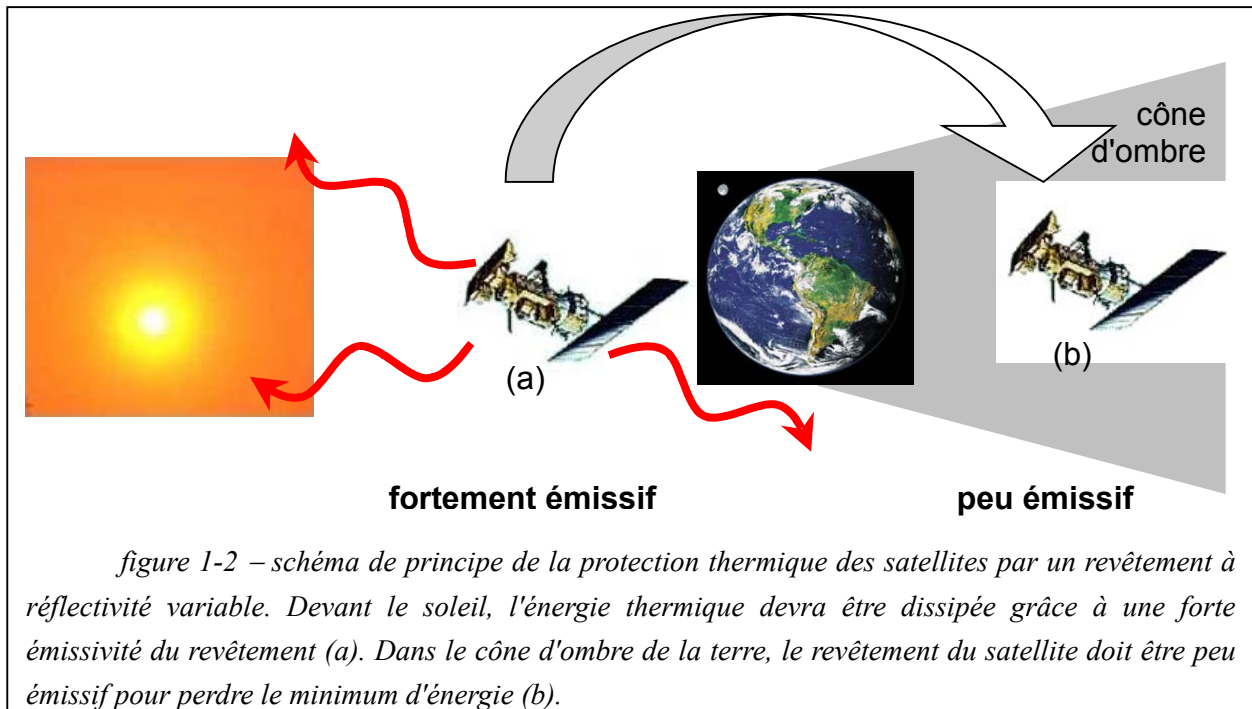 cône
d'ombre
(a)
(b)
fortement émissif
peu émissif
figure 1-2 – schéma de principe de la protection thermique des satellites par un revêtement à
réflectivité variable. Devant le soleil, l'énergie thermique devra être dissipée grâce à une forte
émissivité du revêtement (a). Dans le cône d'ombre de la terre, le revêtement du satellite doit être peu
émissif pour perdre le minimum d'énergie (b).